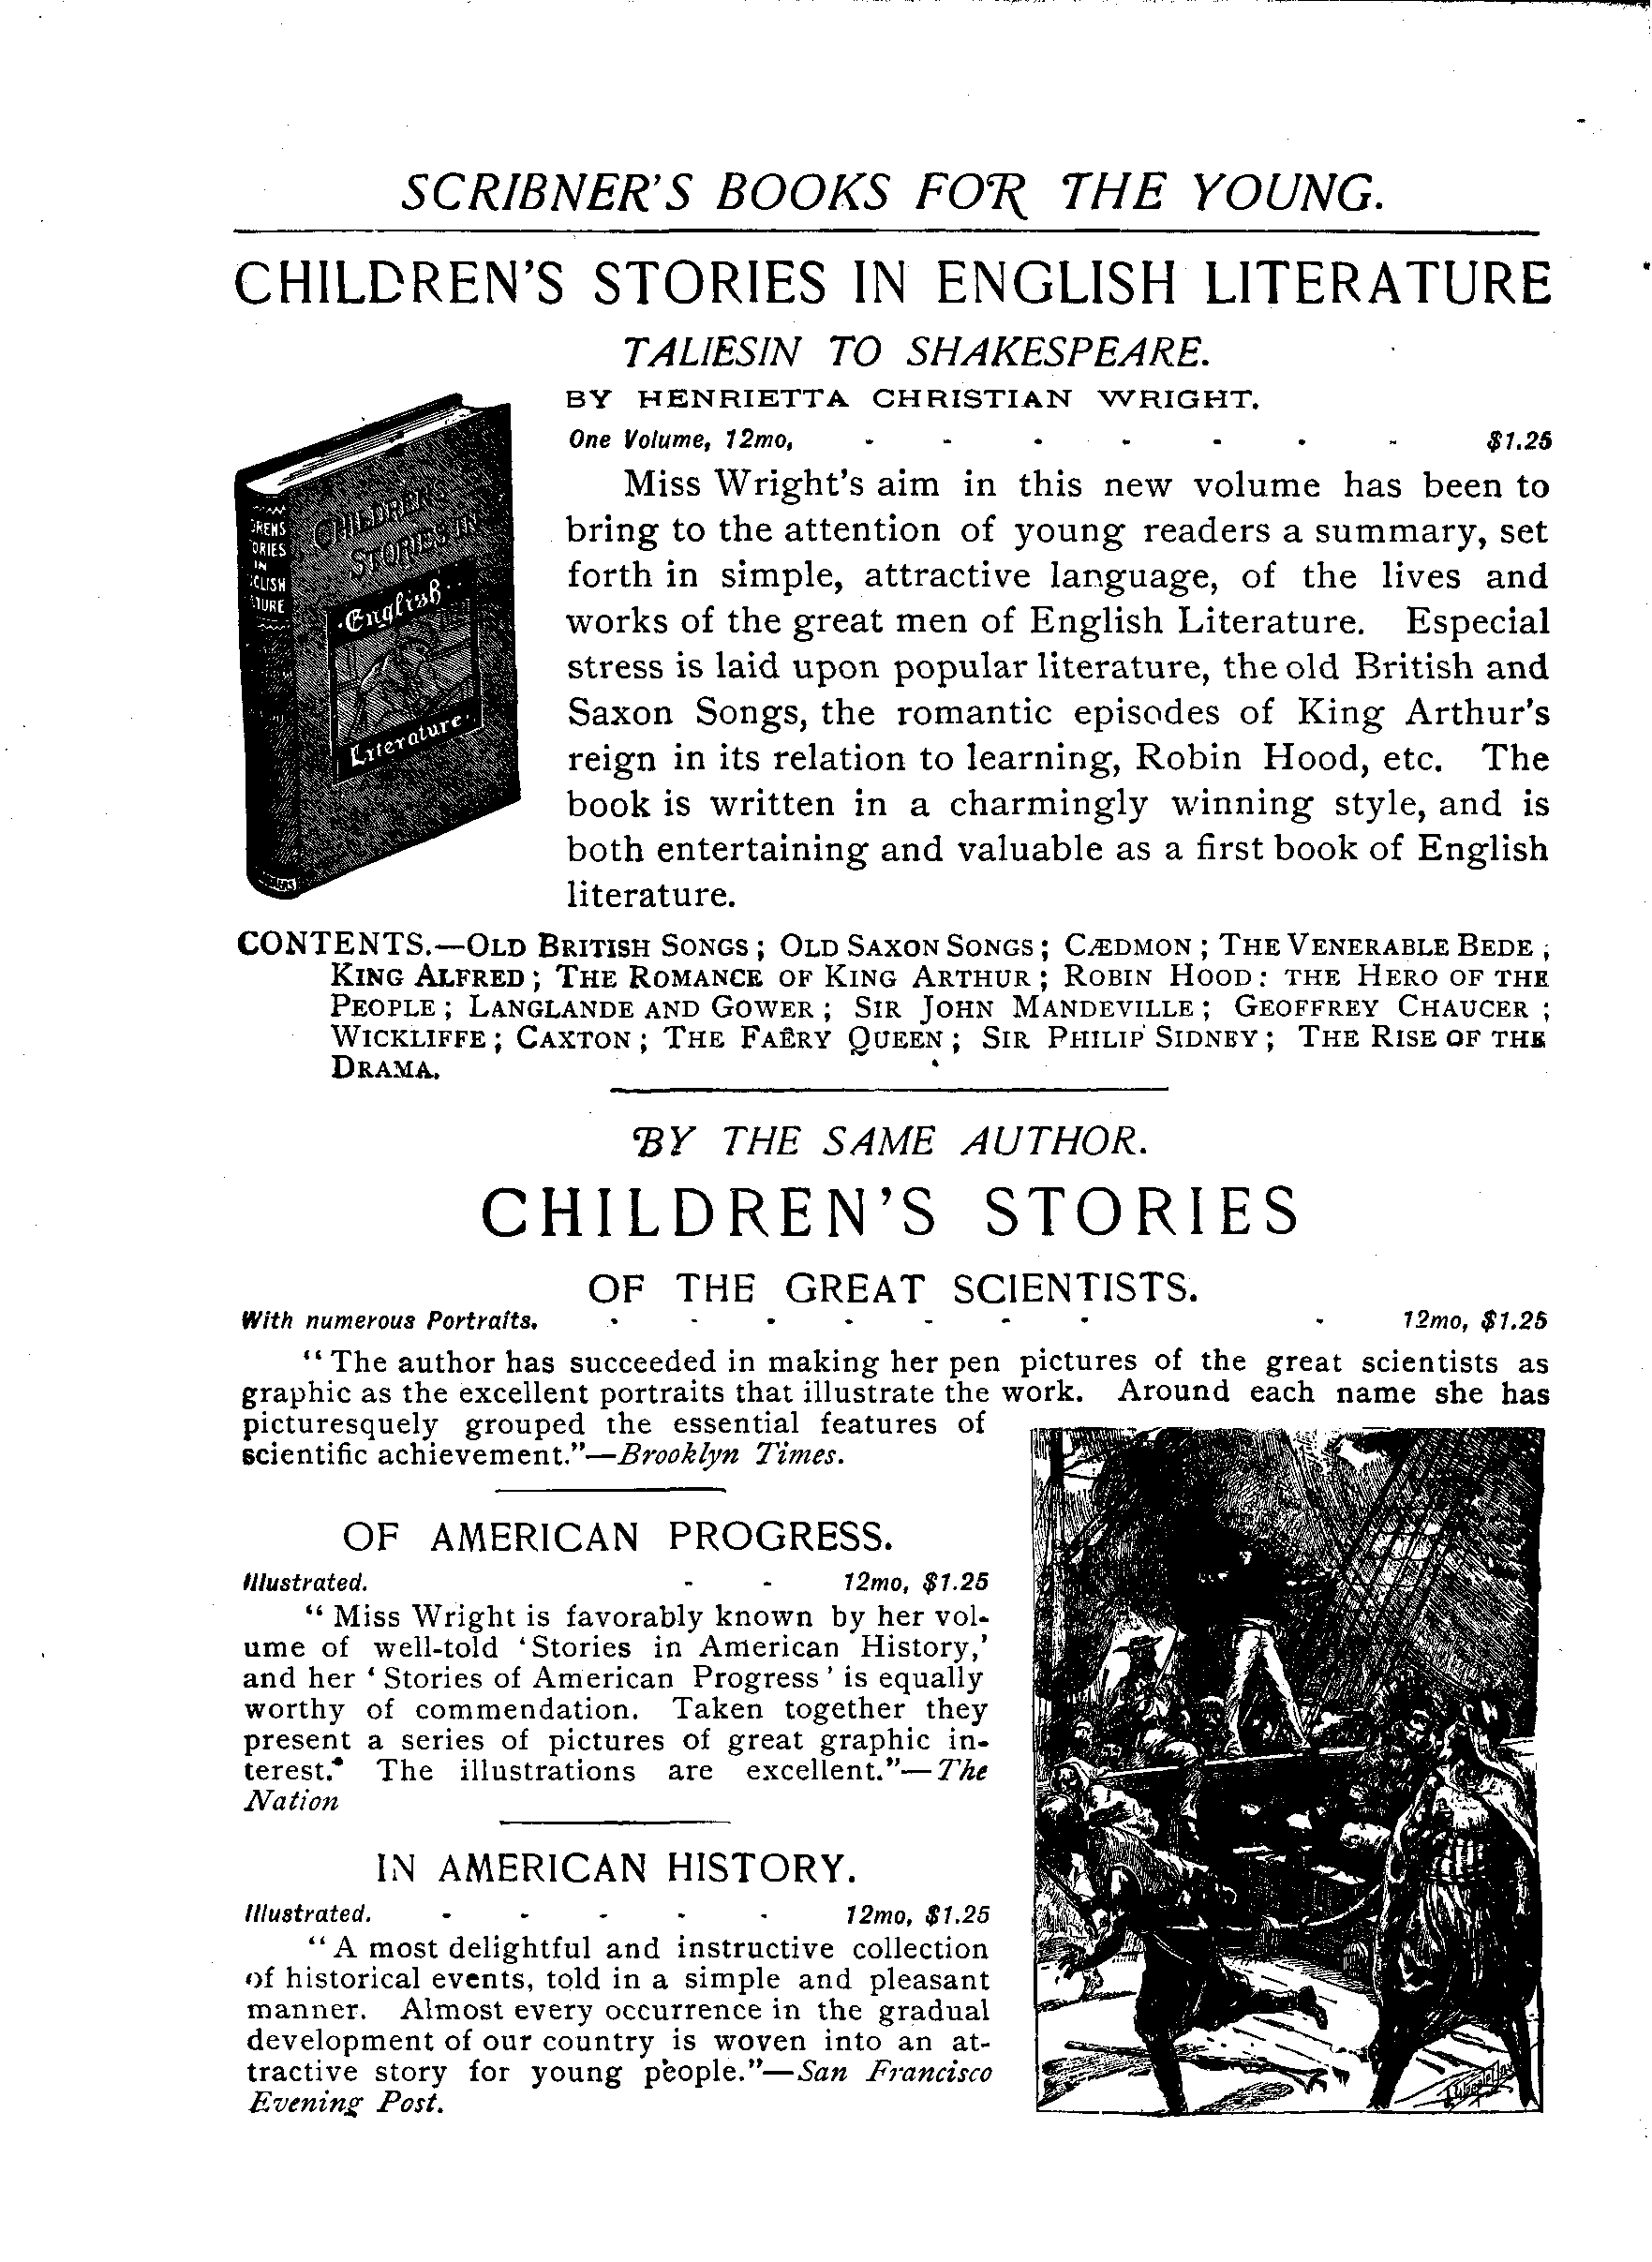 SCRIBNER'S BOOKS FOR THE YOUNG.
CHILDREN'S STORIES IN ENGLISH LITERATURE
TALIESIN TO SHAKESPEARE.
BY HENRIETTA CHRISTIAN WRIGHT.
One Volume, 12mo, - - - - - - - $1.25
Miss Wright's aim in this new volume has been to
bring to the attention of young readers a summary, set
forth in simple, attractive language, of the lives and
works of the great men of English Literature. Especial
stress is laid upon popular literature, the old British and
Saxon Songs, the romantic episodes of King Arthur's
reign in its relation to learning, Robin Hood, etc. The
book is written in a charmingly winning style, and is
both entertaining and valuable as a first book of English
literature.
DRENS
ORIES
IN
GLISH
TURE
CHILDREN'S
STORIES IN
English
Literature
CONTENTS.—OLD BRITISH SONGS; OLD SAXON SONGS; CÆDMON; THE VENERABLE BEDE;
KING ALFRED; THE ROMANCE OF KING ARTHUR; ROBIN HOOD: THE HERO OF THE
PEOPLE; LANGLANDE AND GOWER; SIR JOHN MANDEVILLE; GEOFFREY CHAUCER;
WICKLIFFE; CAXTON; THE FAËRY QUEEN; SIR PHILIP SIDNEY; THE RISE OF THE
DRAMA.
BY THE SAME AUTHOR.
CHILDREN'S STORIES
OF THE GREAT SCIENTISTS.
With numerous Portraits. - - - - - - - - 12mo, $1.25
"The author has succeeded in making her pen pictures of the great scientists as
graphic as the excellent portraits that illustrate the work. Around each name she has
picturesquely grouped the essential features of
scientific achievement."—Brooklyn Times.
OF AMERICAN PROGRESS.
Illustrated. - - 12mo, $1.25
"Miss Wright is favorably known by her vol-
ume of well-told 'Stories in American History,'
and her 'Stories of American Progress' is equally
worthy of commendation. Taken together they
present a series of pictures of great graphic in-
terest. The illustrations are excellent."—The
Nation
IN AMERICAN HISTORY.
Illustrated. - - - - - 12mo, $1.25
"A most delightful and instructive collection
of historical events, told in a simple and pleasant
manner. Almost every occurrence in the gradual
development of our country is woven into an at-
tractive story for young people."—San Francisco
Evening Post.